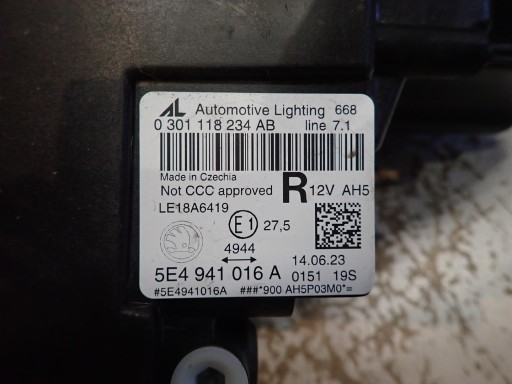 AL Automotive Lighting 668
0 301 118 234 AB line 7.1
Made in Czechia
Not CCC approved R 12V AH5
LE18A6419
E1 27,5
4944
14.06.23
5E4 941 016 A 0151 19S
#5E4941016A ###*900 AH5P03M0*=